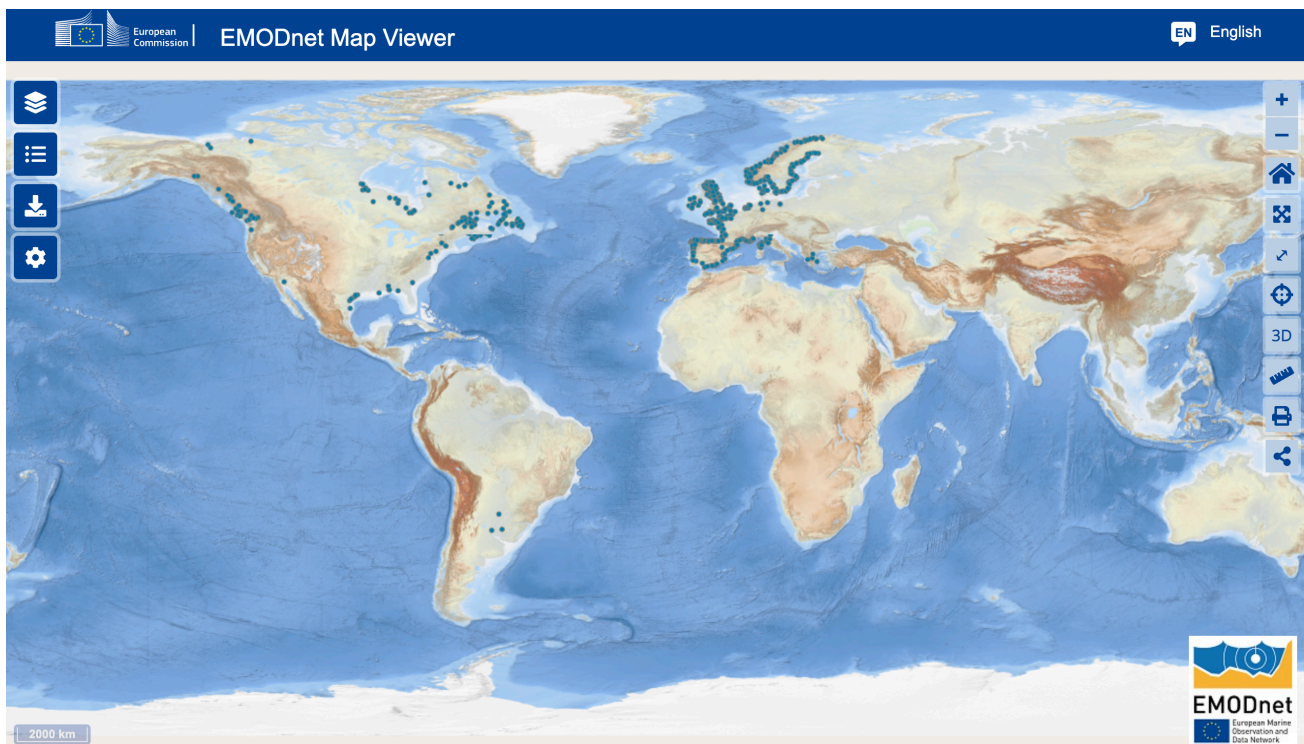 European
Commission
EMODnet Map Viewer
EN
English
3D
2000 km
EMODnet
European Marine
Observation and
Data Network